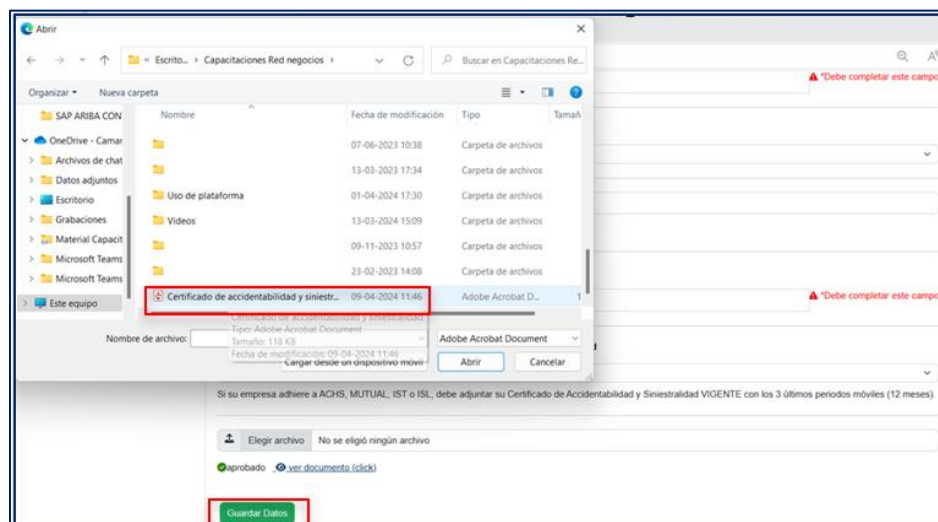 Abrir
Escrito... > Capacitaciones Red negocios >
Buscar en Capacitaciones Re...
Organizar
Nueva carpeta
Nombre
Fecha de modificación
Tipo
Tamañ
SAP ARIBA CON
OneDrive - Camar
Archivos de chat
Datos adjuntos
Escritorio
Grabaciones
Material Capacit
Microsoft Teams
Microsoft Teams
Este equipo
07-06-2023 10:38 Carpeta de archivos
13-03-2023 17:34 Carpeta de archivos
Uso de plataforma 01-04-2024 17:30 Carpeta de archivos
Videos 13-03-2024 15:09 Carpeta de archivos
09-11-2023 10:57 Carpeta de archivos
23-02-2023 14:08 Carpeta de archivos
Certificado de accidentabilidad y siniestr... 09-04-2024 11:46 Adobe Acrobat D... 1
Certificado de accidentabilidad y siniestralidad
Tipo: Adobe Acrobat Document
Tamaño: 118 KB
Fecha de modificación: 09-04-2024 11:46
Nombre de archivo:
Adobe Acrobat Document
Cargar desde un dispositivo móvil
Abrir
Cancelar
*Debe completar este campo
*Debe completar este campo
Si su empresa adhiere a ACHS, MUTUAL, IST o ISL, debe adjuntar su Certificado de Accidentabilidad y Siniestralidad VIGENTE con los 3 últimos periodos móviles (12 meses).
Elegir archivo No se eligió ningún archivo
aprobado ver documento (click)
Guardar Datos